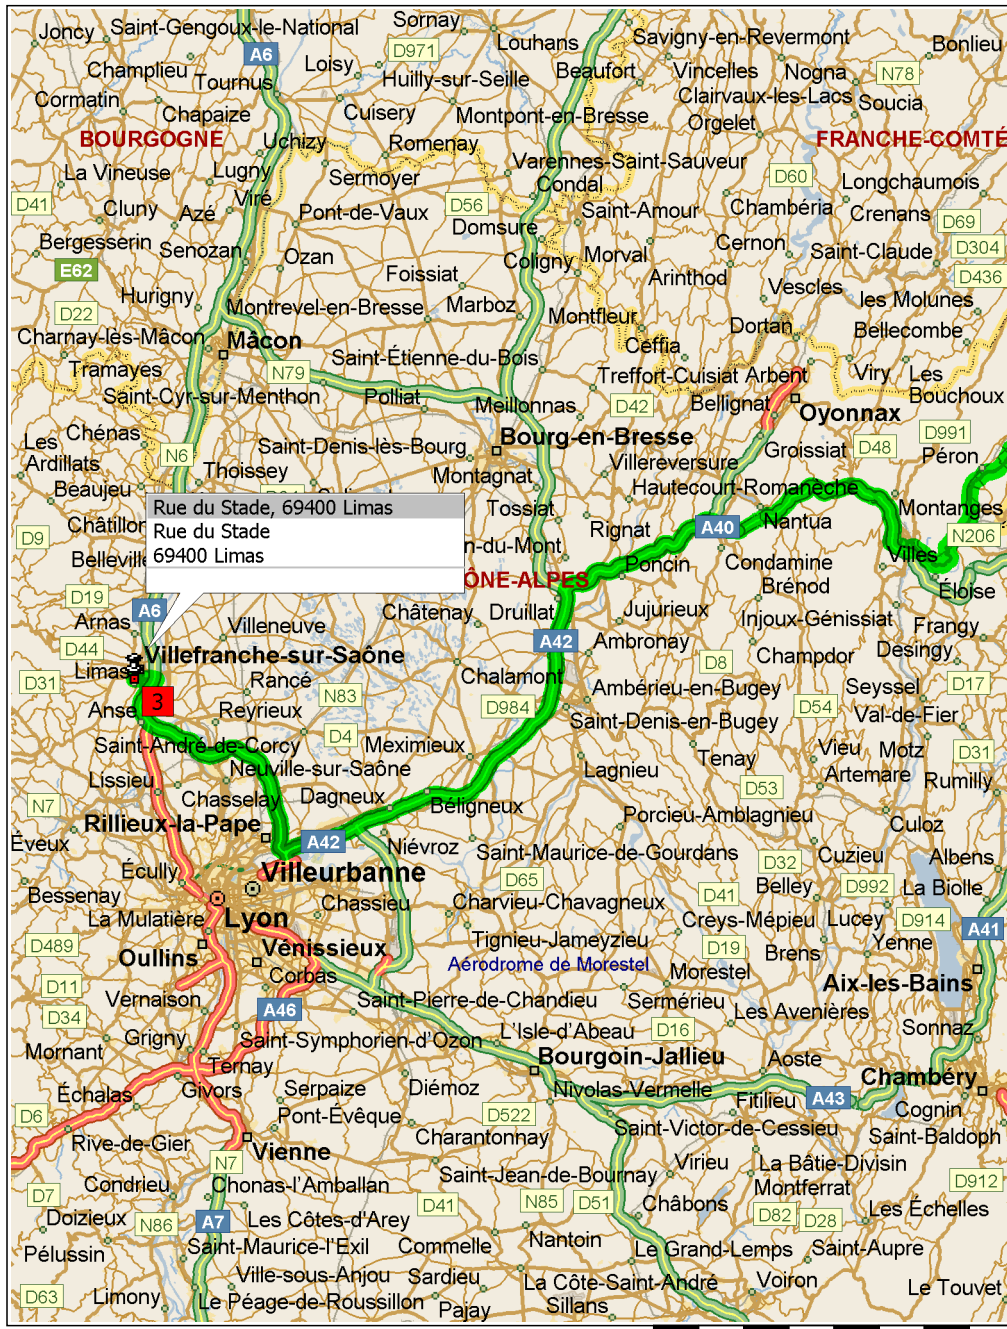 Joncy
Saint-Gengoux-le-National
Sornay
Louhans
Savigny-en-Revermont
Bonlieu
A6
D971
Champlieu
Tournus
Loisy
Huilly-sur-Seille
Beaufort
Vincelles
Nogna
N78
Cormatin
Chapaize
Cuisery
Montpont-en-Bresse
Clairvaux-les-Lacs
Soucia
Orgelet
BOURGOGNE
Uchizy
Romenay
FRANCHE-COMTÉ
La Vineuse
Lugny
Sermoyer
Varennes-Saint-Sauveur
Condal
D60
Longchaumois
D41
Cluny
Azé
Viré
Pont-de-Vaux
D56
Domsure
Saint-Amour
Chambéria
Crenans
D69
Bergesserin
Senozan
Ozan
Foissiat
Coligny
Morval
Cernon
Saint-Claude
D304
E62
Arinthod
D436
Hurigny
Montrevel-en-Bresse
Marboz
Montfleur
Vescles
les Molunes
D22
Dortan
Bellecombe
Charnay-lès-Mâcon
Mâcon
Saint-Étienne-du-Bois
Ceffia
Tramayes
N79
Treffort-Cuisiat
Arbent
Viry
Les
Bouchoux
Saint-Cyr-sur-Menthon
Polliat
Meillonnas
D42
Bellignat
Oyonnax
Les
Ardillats
Chénas
N6
Saint-Denis-lès-Bourg
Bourg-en-Bresse
Groissiat
D48
D991
Péron
Thoissey
Montagnat
Villereversure
Beaujeu
Hautecourt-Romanèche
Montanges
Rue du Stade, 69400 Limas
Rue du Stade
69400 Limas
Châtillon
Tossiat
Rignat
A40
Nantua
N206
D9
Belleville
n-du-Mont
Poncin
Condamine
Villes
ÔNE-ALPES
Brénod
Éloise
D19
A6
Arnas
Villeneuve
Châtenay
Druillat
Jujurieux
Injoux-Génissiat
Frangy
D44
Villefranche-sur-Saône
A42
Ambronay
Desingy
D31
Limas
Rancé
N83
Chalamont
D8
Champdor
Seyssel
D17
3
Anse
Reyrieux
D984
Ambérieu-en-Bugey
D54
Val-de-Fier
D4
Saint-Denis-en-Bugey
Saint-André-de-Corcy
Meximieux
Tenay
Vieu
Motz
D31
Lissieu
Neuville-sur-Saône
Lagnieu
Artemare
Rumilly
N7
Chasselay
Dagneux
Béligneux
D53
Rillieux-la-Pape
Porcieu-Amblagnieu
Culoz
Éveux
A42
Niévroz
Saint-Maurice-de-Gourdans
Cuzieu
Albens
Écully
Villeurbanne
D32
Bessenay
D65
Belley
D992
La Biolle
La Mulatière
Lyon
Chassieu
Charvieu-Chavagneux
D41
Creys-Mépieu
Lucey
D914
A41
D489
Oullins
Vénissieux
Tignieu-Jameyzieu
D19
Brens
Yenne
Corbas
Aérodrome de Morestel
Morestel
Aix-les-Bains
D11
Vernaison
A46
Saint-Pierre-de-Chandieu
Sermérieu
Les Avenières
D34
Sonnaz
Mornant
Grigny
Saint-Symphorien-d'Ozon
L'Isle-d'Abeau
D16
Ternay
Bourgoin-Jallieu
Aoste
Échalas
Givors
Serpaize
Diémoz
Nivolas-Vermelle
Chambéry
D6
Pont-Évêque
D522
Fitilieu
A43
Cognin
Rive-de-Gier
Charantonnay
Saint-Victor-de-Cessieu
Saint-Baldoph
Vienne
N7
Saint-Jean-de-Bournay
Virieu
La Bâtie-Divisin
D912
D7
Condrieu
Chonas-l'Amballan
N85
D51
Montferrat
Doizieux
N86
A7
Les Côtes-d'Arey
D41
Châbons
D82
D28
Les Échelles
Pélussin
Saint-Maurice-l'Exil
Commelle
Nantoin
Le Grand-Lemps
Saint-Aupre
D63
Limony
Ville-sous-Anjou
Sardieu
La Côte-Saint-André
Voiron
Le Touvet
Le Péage-de-Roussillon
Pajay
Sillans